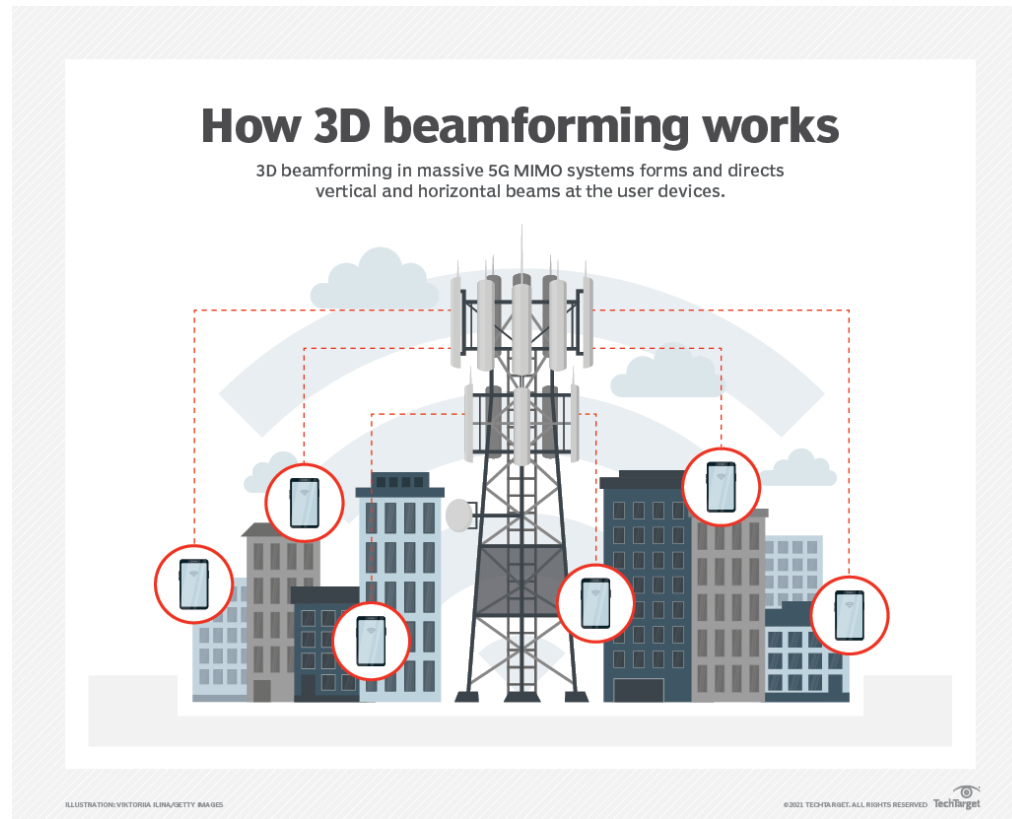 How 3D beamforming works
3D beamforming in massive 5G MIMO systems forms and directs
vertical and horizontal beams at the user devices.
ILLUSTRATION: VIKTORIIA ILINA/GETTY IMAGES
©2021 TECHTARGET. ALL RIGHTS RESERVED
TechTarget